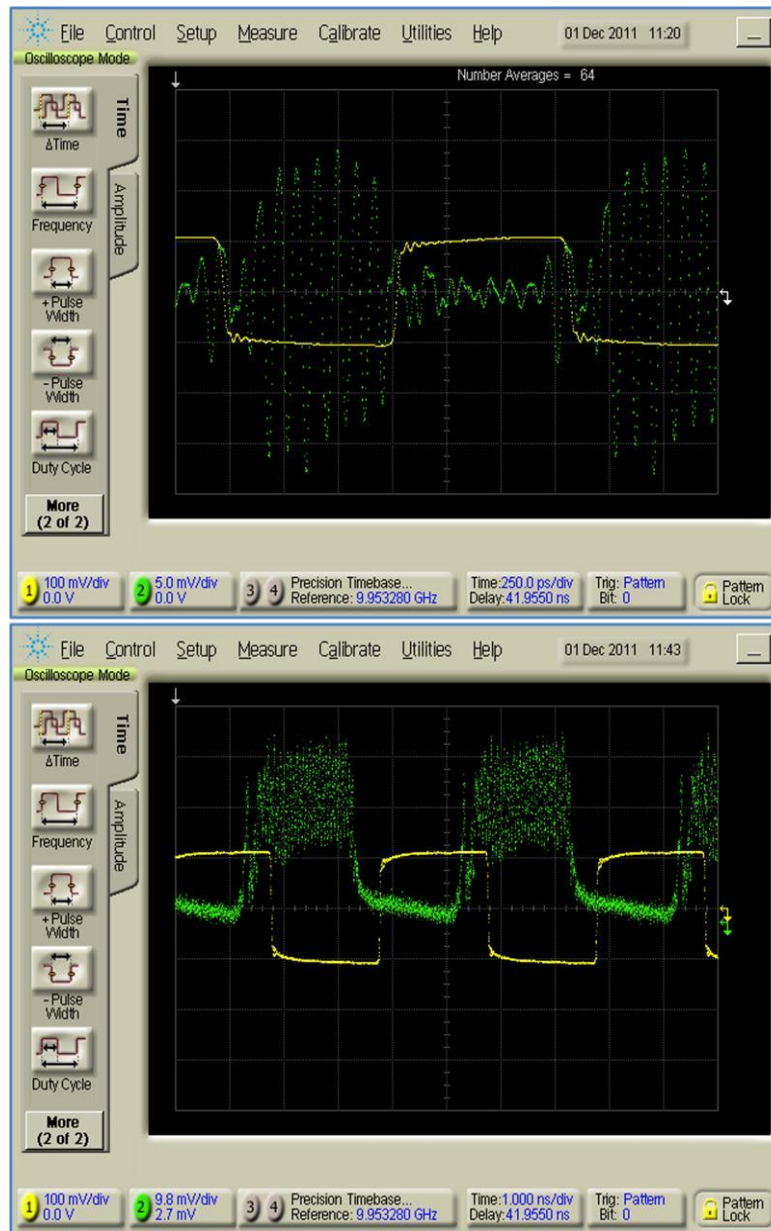 File Control Setup Measure Calibrate Utilities Help 01 Dec 2011 11:20
Oscilloscope Mode
Number Averages = 64
Time
Amplitude
ΔTime
Frequency
+ Pulse
Width
- Pulse
Width
Duty Cycle
More
(2 of 2)
1 100 mV/div
0.0 V
2 5.0 mV/div
0.0 V
3 4 Precision Timebase...
Reference: 9.953280 GHz
Time:250.0 ps/div
Delay:41.9550 ns
Trig: Pattern
Bit: 0
Pattern
Lock
File Control Setup Measure Calibrate Utilities Help 01 Dec 2011 11:43
Oscilloscope Mode
Time
Amplitude
ΔTime
Frequency
+ Pulse
Width
- Pulse
Width
Duty Cycle
More
(2 of 2)
1 100 mV/div
0.0 V
2 9.8 mV/div
2.7 mV
3 4 Precision Timebase...
Reference: 9.953280 GHz
Time:1.000 ns/div
Delay:41.9550 ns
Trig: Pattern
Bit: 0
Pattern
Lock